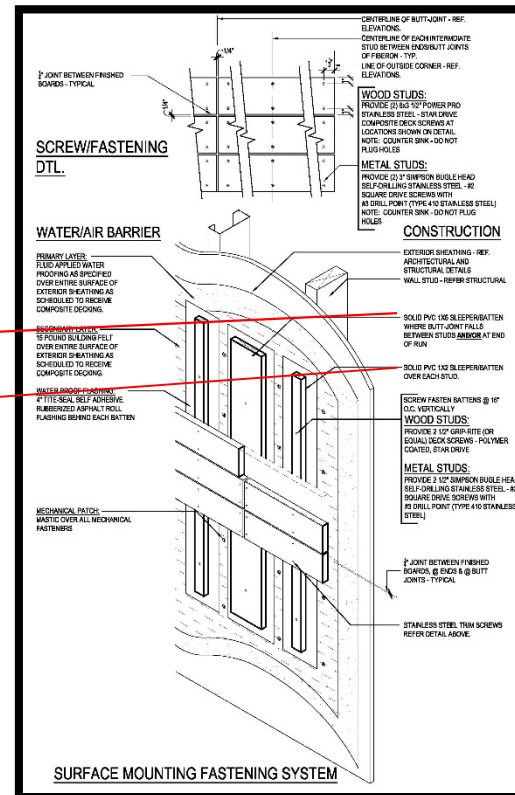 CENTERLINE OF BUTT-JOINT - REF.
ELEVATIONS.
CENTERLINE OF EACH INTERMDIATE
STUD BETWEEN ENDS/BUTT JOINTS
OF FIBERON - TYP.
LINE OF OUTSIDE CORNER - REF.
ELEVATIONS.
JOINT BETWEEN FINISHED
BOARDS - TYPICAL
SCREW/FASTENING
DTL.
WOOD STUDS:
PROVIDE (2) 8x3 1/2" POWER PRO
STAINLESS STEEL - STAR DRIVE
COMPOSITE DECK SCREWS AT
LOCATIONS SHOWN ON DETAIL.
NOTE: COUNTER SINK - DO NOT
PLUG HOLES
METAL STUDS:
PROVIDE (2) 3" SIMPSON BUGLE HEAD
SELF-DRILLING STAINLESS STEEL - #2
SQUARE DRIVE SCREWS WITH
#3 DRILL POINT (TYPE 410 STAINLESS STEEL)
NOTE: COUNTER SINK - DO NOT PLUG
HOLES
WATER/AIR BARRIER
PRIMARY LAYER:
FLUID APPLIED WATER
PROOFING AS SPECIFIED
OVER ENTIRE SURFACE OF
EXTERIOR SHEATHING AS
SCHEDULED TO RECEIVE
COMPOSITE DECKING.
SECONDARY LAYER:
15 POUND BUILDING FELT
OVER ENTIRE SURFACE OF
EXTERIOR SHEATHING AS
SCHEDULED TO RECEIVE
COMPOSITE DECKING.
WATER PROOF FLASHING:
4" TITE-SEAL SELF ADHESIVE,
RUBBERIZED ASPHALT ROLL
FLASHING BEHIND EACH BATTEN
MECHANICAL PATCH:
MASTIC OVER ALL MECHANICAL
FASTENERS
CONSTRUCTION
EXTERIOR SHEATHING - REF.
ARCHITECTURAL AND
STRUCTURAL DETAILS
WALL STUD - REFER STRUCTURAL
SOLID PVC 1X6 SLEEPER/BATTEN
WHERE BUTT-JOINT FALLS
BETWEEN STUDS AND/OR AT END
OF RUN
SOLID PVC 1X2 SLEEPER/BATTEN
OVER EACH STUD.
SCREW FASTEN BATTENS @ 16"
O.C. VERTICALLY
WOOD STUDS:
PROVIDE 2 1/2" GRIP-RITE (OR
EQUAL) DECK SCREWS - POLYMER
COATED, STAR DRIVE
METAL STUDS:
PROVIDE 2 1/2" SIMPSON BUGLE HEA
SELF-DRILLING STAINLESS STEEL - #2
SQUARE DRIVE SCREWS WITH
#3 DRILL POINT (TYPE 410 STAINLESS
STEEL)
JOINT BETWEEN FINISHED
BOARDS, @ ENDS & @ BUTT
JOINTS - TYPICAL
STAINLESS STEEL TRIM SCREWS
REFER DETAIL ABOVE.
SURFACE MOUNTING FASTENING SYSTEM